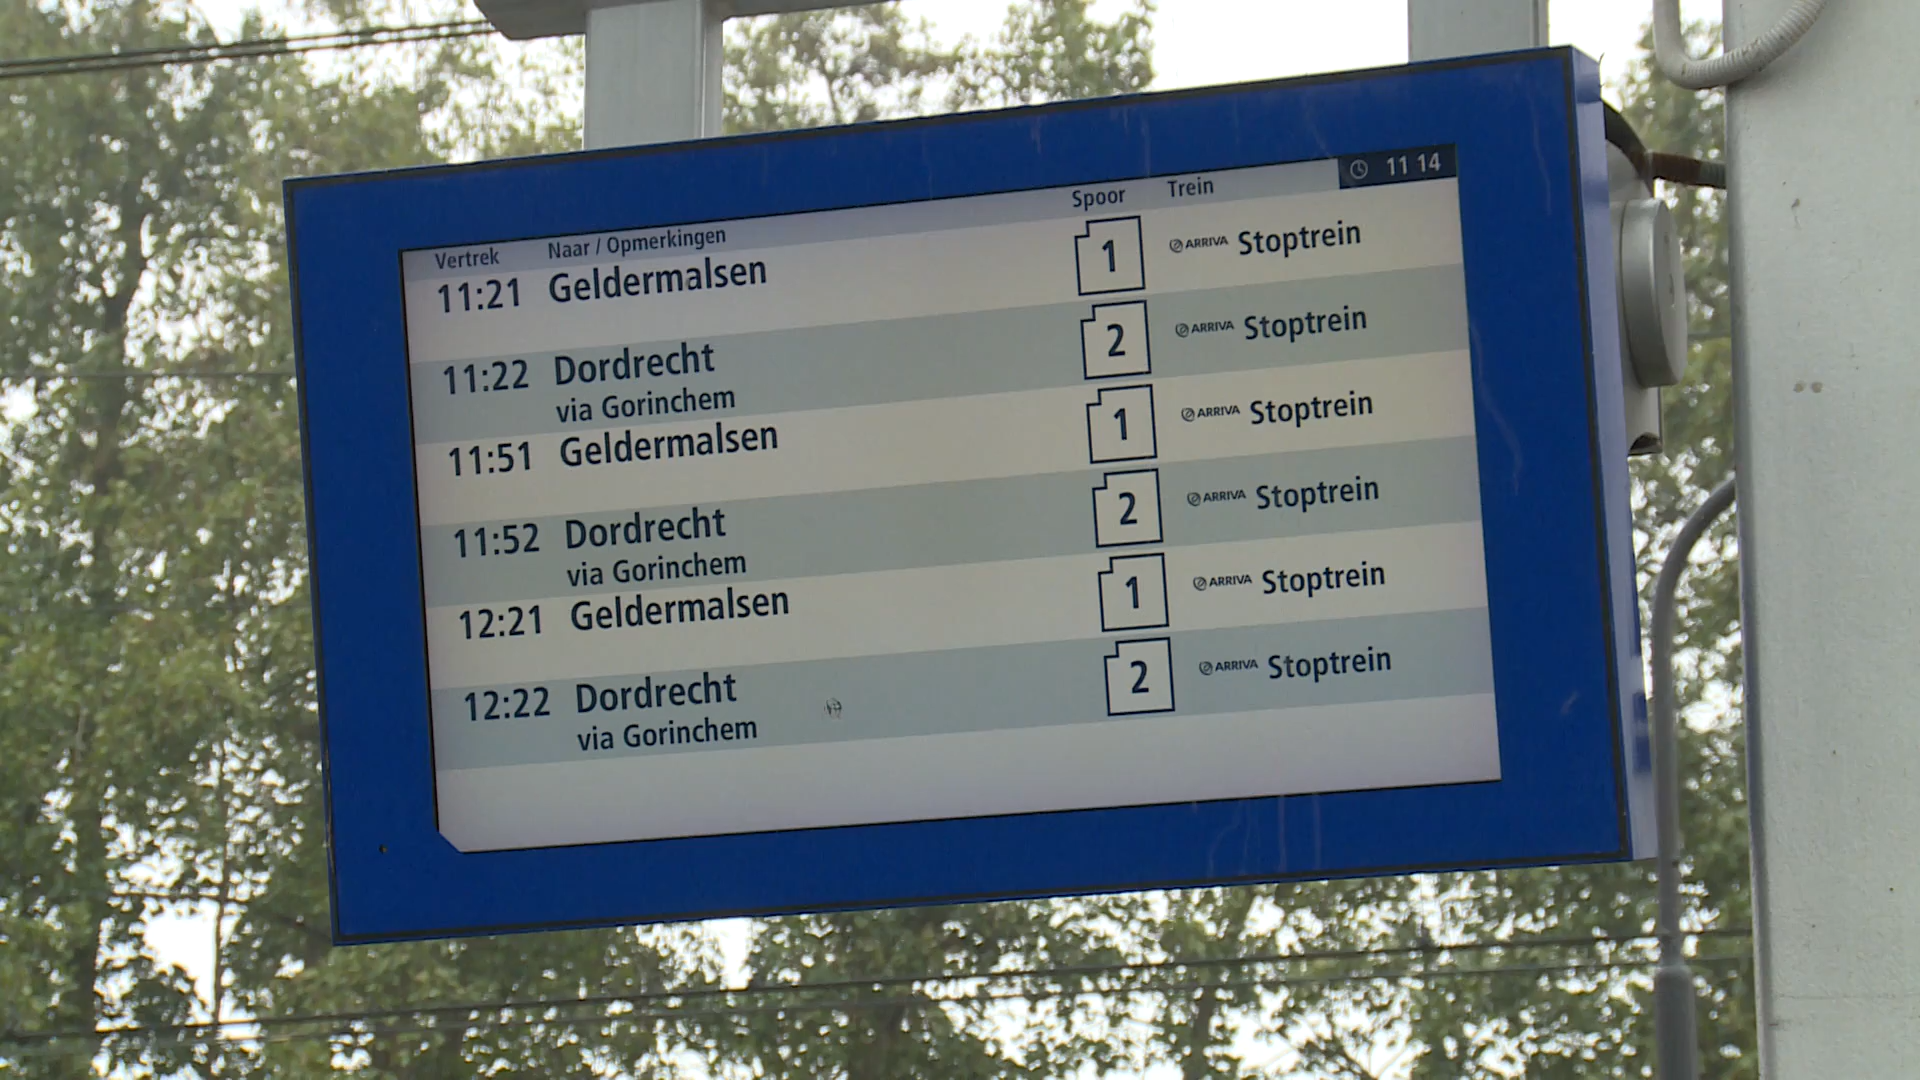 11 14
Vertrek Naar / Opmerkingen Spoor Trein
11:21 Geldermalsen 1 ARRIVA Stoptrein
11:22 Dordrecht 2 ARRIVA Stoptrein
via Gorinchem
11:51 Geldermalsen 1 ARRIVA Stoptrein
11:52 Dordrecht 2 ARRIVA Stoptrein
via Gorinchem
12:21 Geldermalsen 1 ARRIVA Stoptrein
12:22 Dordrecht 2 ARRIVA Stoptrein
via Gorinchem